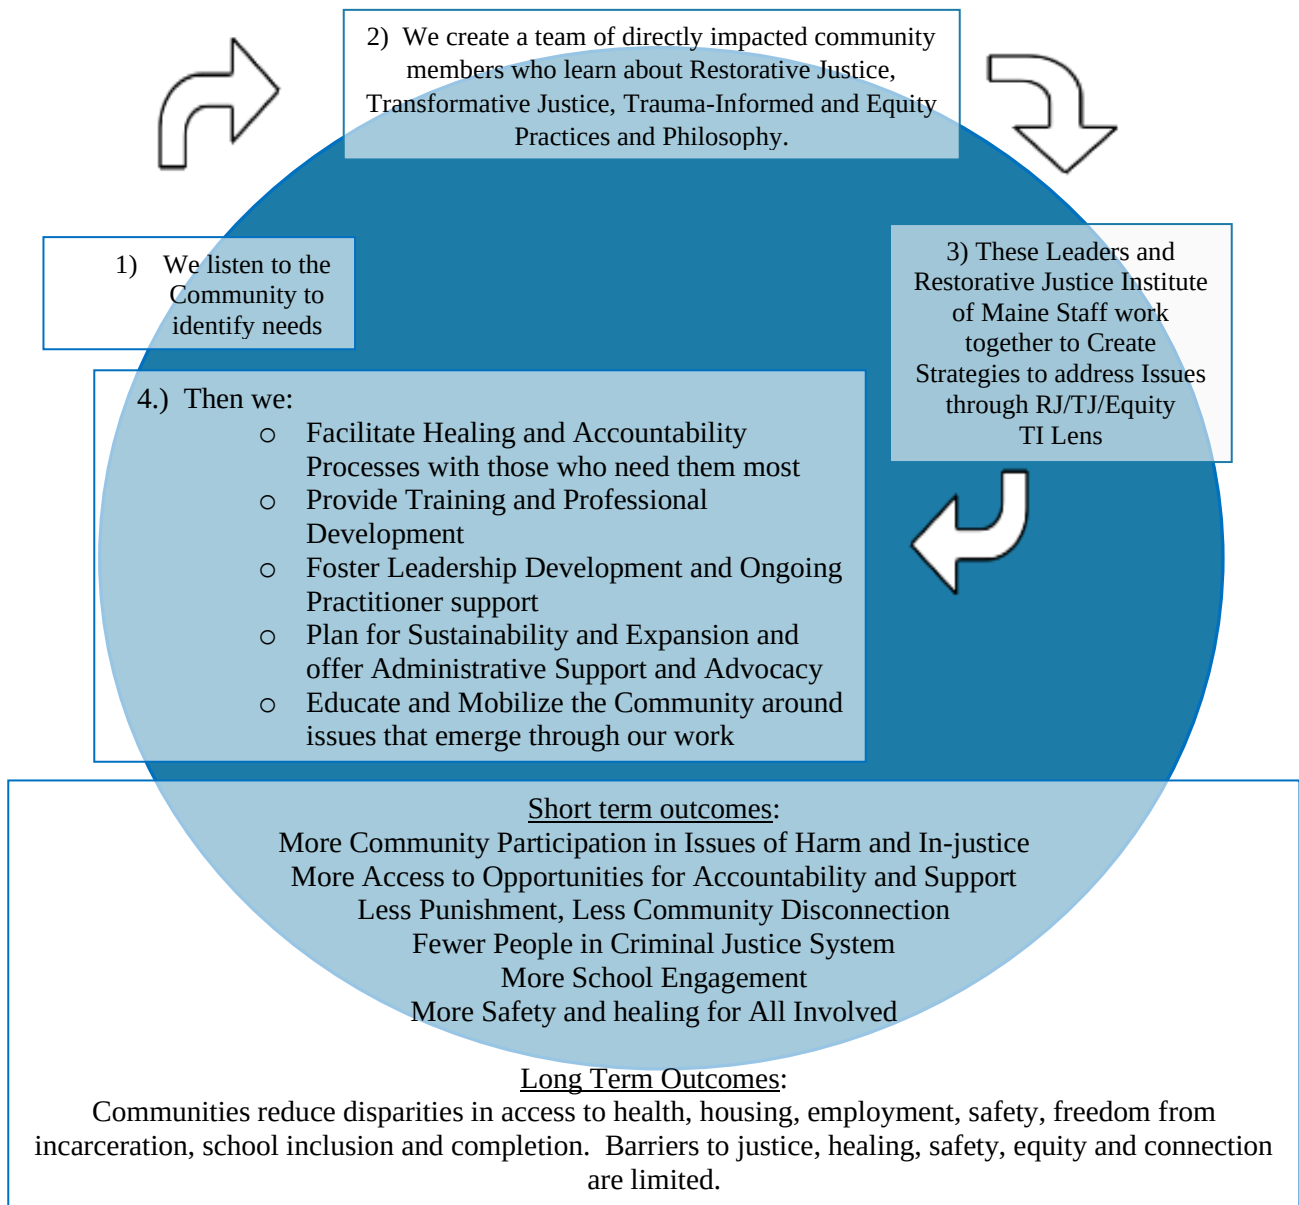 2) We create a team of directly impacted community
members who learn about Restorative Justice,
Transformative Justice, Trauma-Informed and Equity
Practices and Philosophy.
1) We listen to the
Community to
identify needs
3) These Leaders and
Restorative Justice Institute
of Maine Staff work
together to Create
Strategies to address Issues
through RJ/TJ/Equity
TI Lens
4.) Then we:
o Facilitate Healing and Accountability
Processes with those who need them most
o Provide Training and Professional
Development
o Foster Leadership Development and Ongoing
Practitioner support
o Plan for Sustainability and Expansion and
offer Administrative Support and Advocacy
o Educate and Mobilize the Community around
issues that emerge through our work
Short term outcomes:
More Community Participation in Issues of Harm and In-justice
More Access to Opportunities for Accountability and Support
Less Punishment, Less Community Disconnection
Fewer People in Criminal Justice System
More School Engagement
More Safety and healing for All Involved
Long Term Outcomes:
Communities reduce disparities in access to health, housing, employment, safety, freedom from
incarceration, school inclusion and completion. Barriers to justice, healing, safety, equity and connection
are limited.